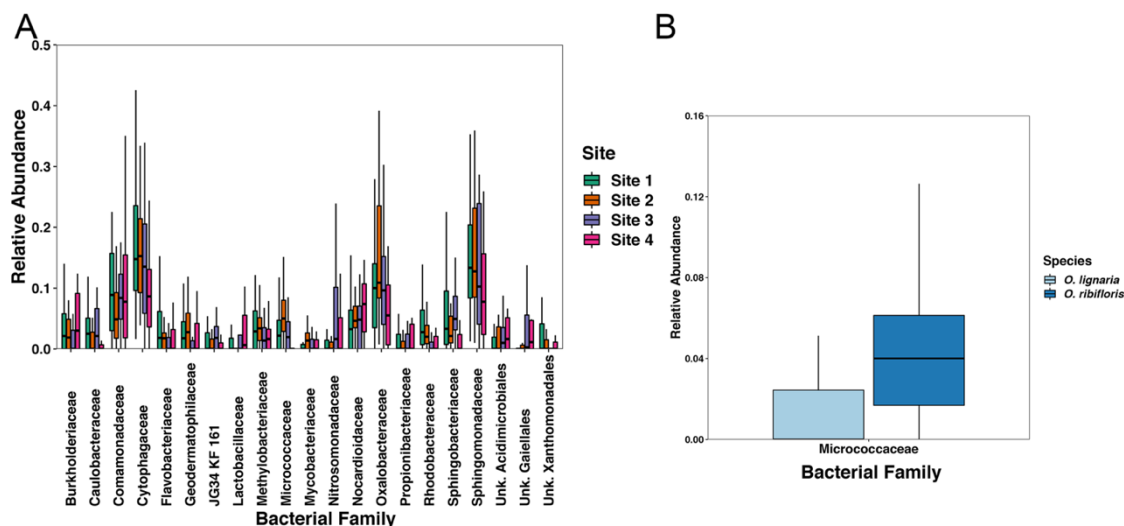 A
Relative Abundance
0.5
0.4
0.3
0.2
0.1
0.0
Burkholderiaceae
Caulobacteraceae
Comamonadaceae
Cytophagaceae
Flavobacteriaceae
Geodermatophilaceae
JG34 KF 161
Lactobacillaceae
Methylobacteriaceae
Micrococcaceae
Mycobacteriaceae
Nitrosomonadaceae
Nocardioidaceae
Oxalobacteraceae
Propionibacteriaceae
Rhodobacteraceae
Sphingobacteriaceae
Sphingomonadaceae
Unk. Acidimicrobiales
Unk. Gaiellales
Unk. Xanthomonadales
Bacterial Family
Site
Site 1
Site 2
Site 3
Site 4
B
Relative Abundance
0.16
0.12
0.08
0.04
0.00
Micrococcaceae
Bacterial Family
Species
O. lignaria
O. ribifloris